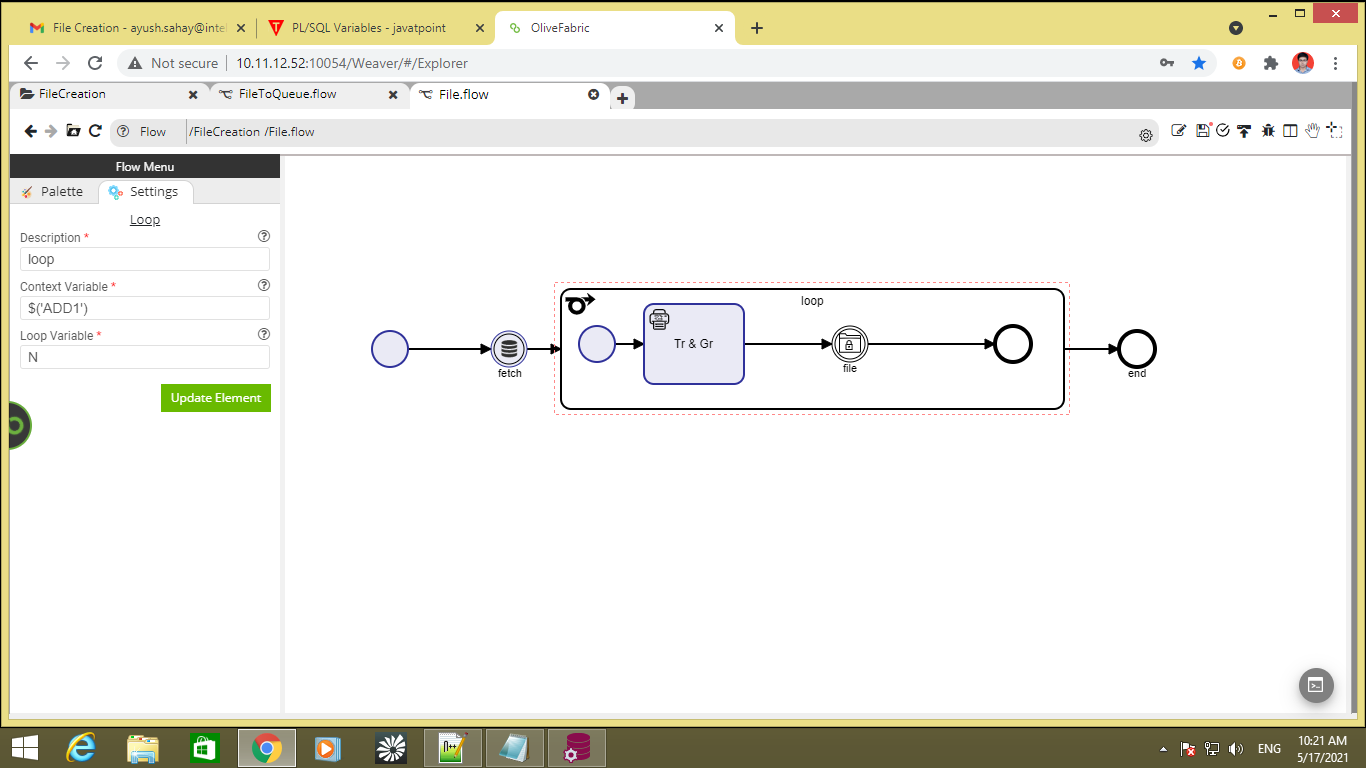 File Creation - ayush.sahay@inte
PL/SQL Variables - javatpoint
OliveFabric
Not secure
10.11.12.52:10054/Weaver/#/Explorer
FileCreation
FileToQueue.flow
File.flow
Flow
/FileCreation /File.flow
Flow Menu
Palette
Settings
Loop
Description *
loop
Context Variable *
$('ADD1')
Loop Variable *
N
Update Element
loop
Tr & Gr
fetch
file
end
ENG
10:21 AM
5/17/2021